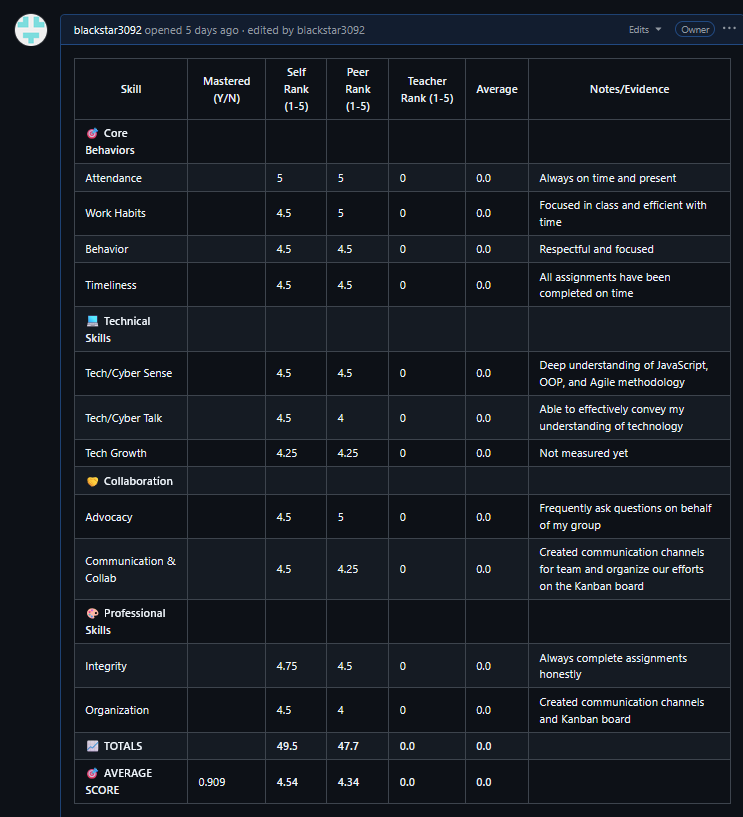 blackstar3092 opened 5 days ago · edited by blackstar3092 Edits Owner
Skill Mastered (Y/N) Self Rank (1-5) Peer Rank (1-5) Teacher Rank (1-5) Average Notes/Evidence
🎯 Core Behaviors
Attendance 5 5 0 0.0 Always on time and present
Work Habits 4.5 5 0 0.0 Focused in class and efficient with time
Behavior 4.5 4.5 0 0.0 Respectful and focused
Timeliness 4.5 4.5 0 0.0 All assignments have been completed on time
💻 Technical Skills
Tech/Cyber Sense 4.5 4.5 0 0.0 Deep understanding of JavaScript, OOP, and Agile methodology
Tech/Cyber Talk 4.5 4 0 0.0 Able to effectively convey my understanding of technology
Tech Growth 4.25 4.25 0 0.0 Not measured yet
🤝 Collaboration
Advocacy 4.5 5 0 0.0 Frequently ask questions on behalf of my group
Communication & Collab 4.5 4.25 0 0.0 Created communication channels for team and organize our efforts on the Kanban board
🎨 Professional Skills
Integrity 4.75 4.5 0 0.0 Always complete assignments honestly
Organization 4.5 4 0 0.0 Created communication channels and Kanban board
📈 TOTALS 49.5 47.7 0.0 0.0
🎯 AVERAGE SCORE 0.909 4.54 4.34 0.0 0.0